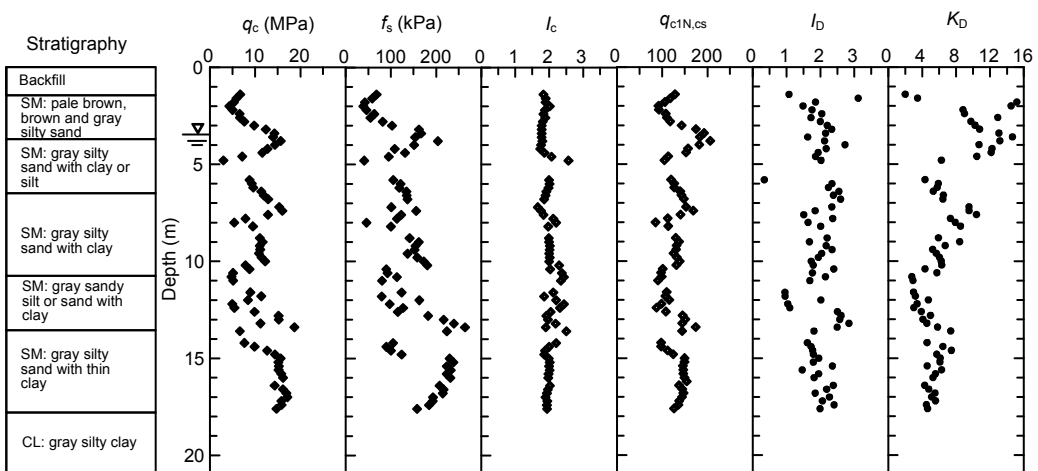 qc (MPa)
fs (kPa)
Ic
qc1N,cs
ID
KD
Stratigraphy
0 5 10 15
0 100 200
0 1 2 3
0 50 100 150 200
0 1 2 3
0 4 8 12 16
Depth (m)
0
5
10
15
20
Backfill
SM: pale brown,
brown and gray
silty sand
SM: gray silty
sand with clay or
silt
SM: gray silty
sand with clay
SM: gray sandy
silt or sand with
clay
SM: gray silty
sand with thin
clay
CL: gray silty clay